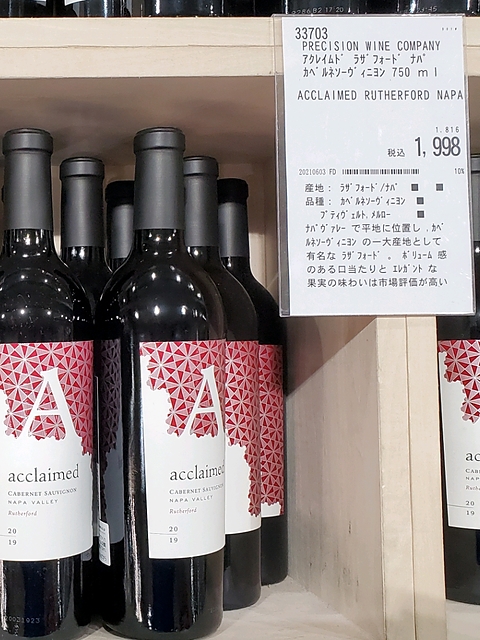 33703
PRECISION WINE COMPANY
アクレイムド ラザフォード ナパ
カベルネソーヴィニヨン 750 ml
ACCLAIMED RUTHERFORD NAPA
1,816
税込 1,998
20210603 FD
10%
産地: ラザフォード/ナパ
品種: カベルネソーヴィニヨン
プティヴェルド、メルロー
ナパヴァレーで平地に位置し、カベ
ルネソーヴィニヨンの一大産地として
有名なラザフォード。ボリューム感
のある口当たりとエレガントな
果実の味わいは市場評価が高い
A
acclaimed
CABERNET SAUVIGNON
NAPA VALLEY
Rutherford
20
19
A
acclaimed
CABERNET SAUVIGNON
NAPA VALLEY
Rutherford
20
19
ac
CABERN
NAPA
20
19